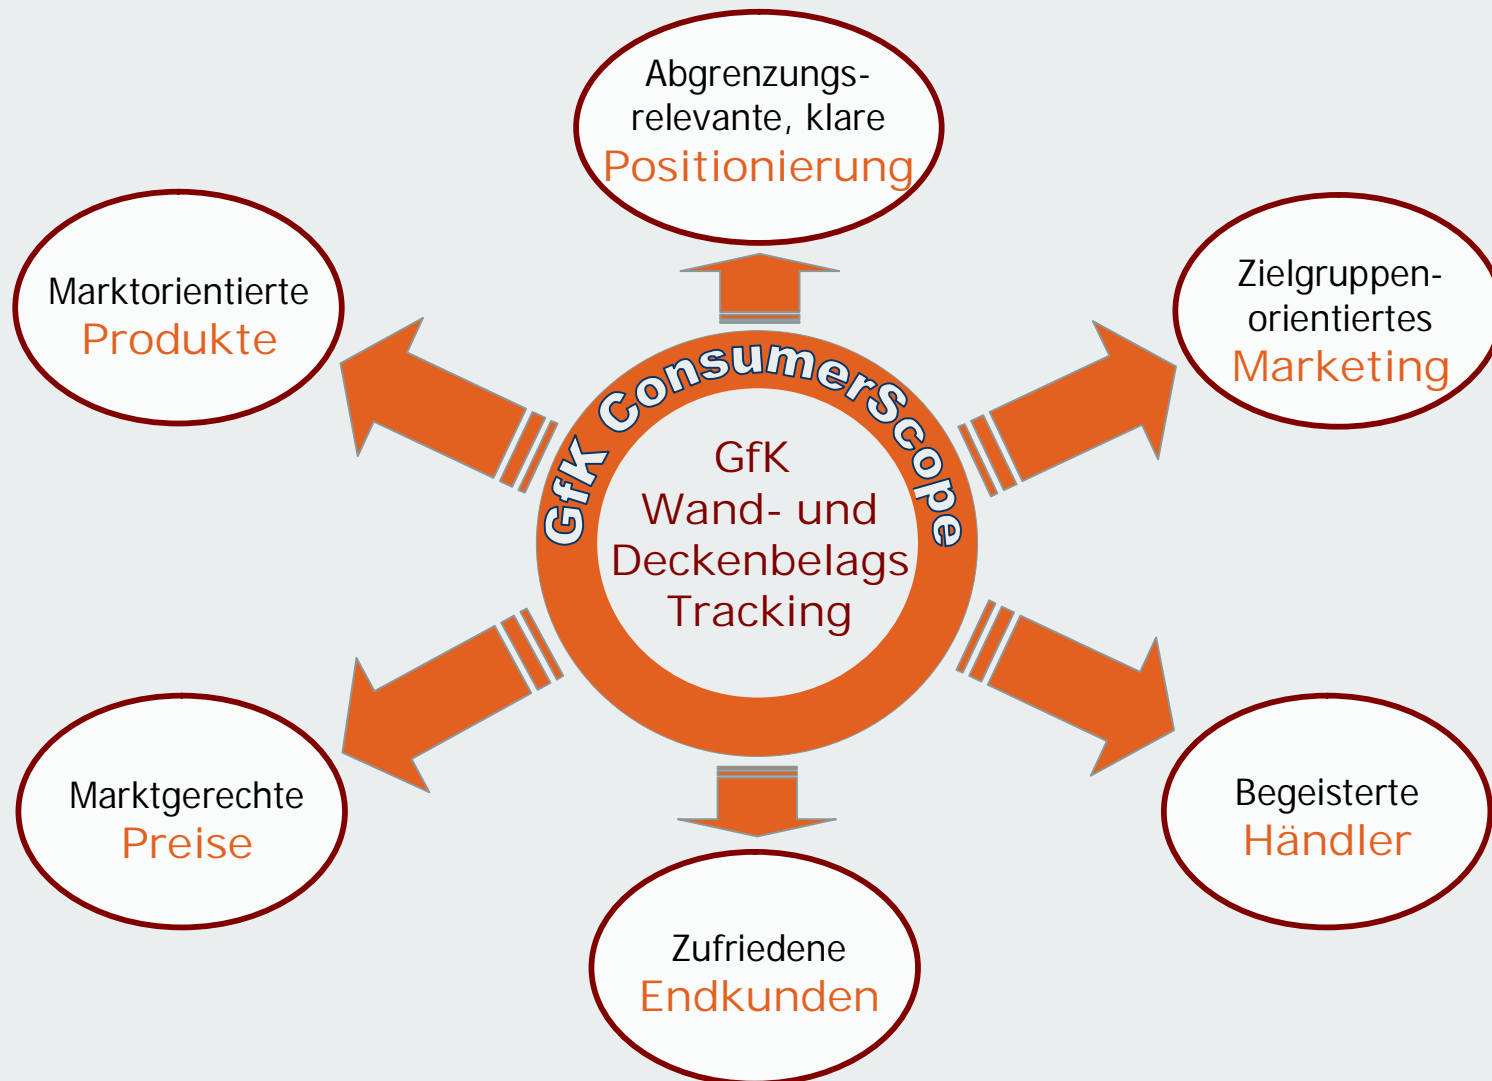 Abgrenzungs-
relevante, klare
Positionierung
Marktorientierte
Produkte
Zielgruppen-
orientiertes
Marketing
GfK ConsumerScope
GfK
Wand- und
Deckenbelags
Tracking
Marktgerechte
Preise
Begeisterte
Händler
Zufriedene
Endkunden